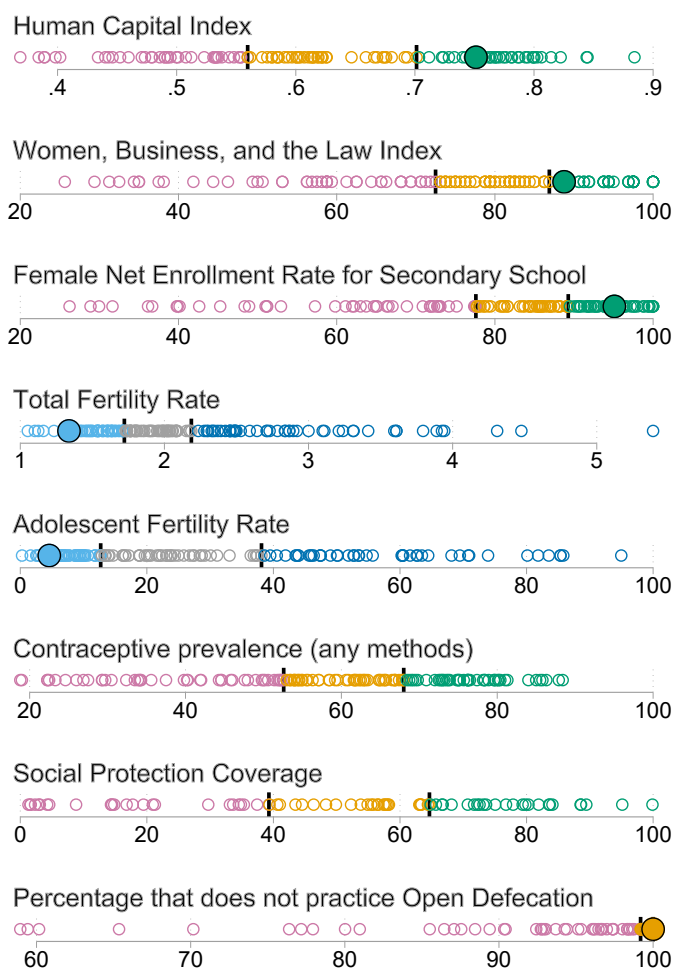 Human Capital Index
.4 .5 .6 .7 .8 .9
Women, Business, and the Law Index
20 40 60 80 100
Female Net Enrollment Rate for Secondary School
20 40 60 80 100
Total Fertility Rate
1 2 3 4 5
Adolescent Fertility Rate
0 20 40 60 80 100
Contraceptive prevalence (any methods)
20 40 60 80 100
Social Protection Coverage
0 20 40 60 80 100
Percentage that does not practice Open Defecation
60 70 80 90 100